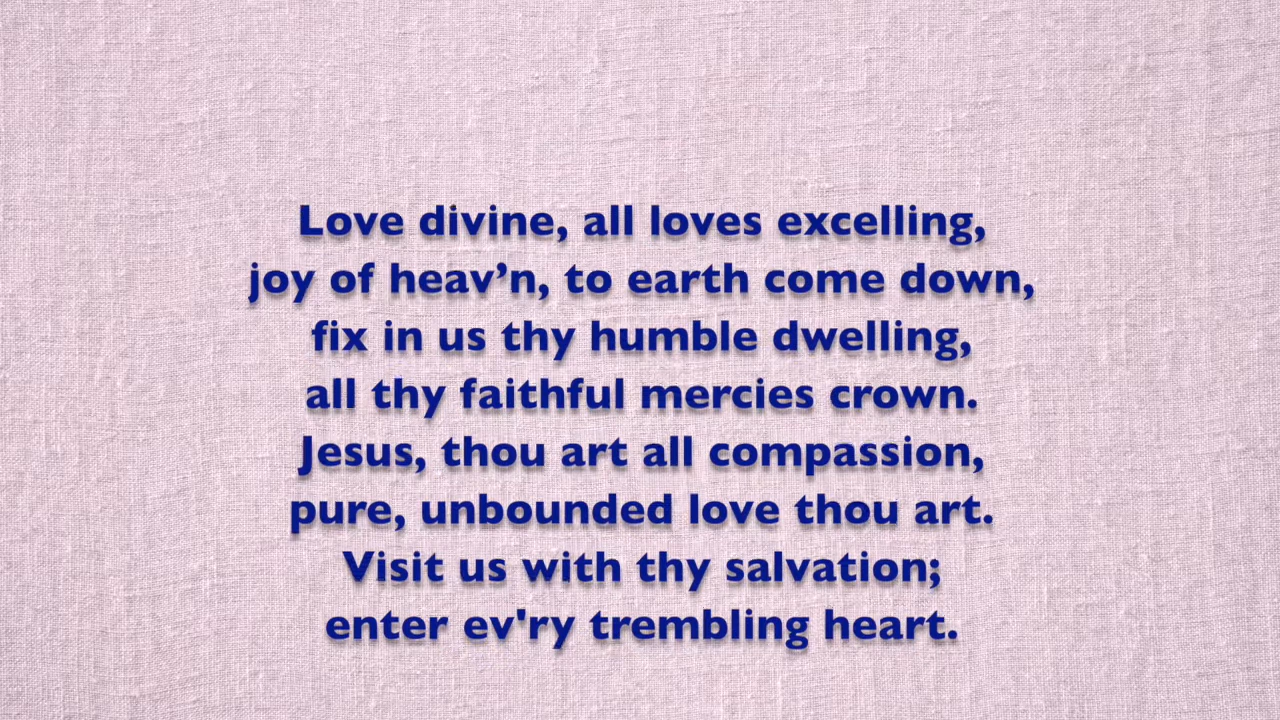 Love divine, all loves excelling,
joy of heav’n, to earth come down,
fix in us thy humble dwelling,
all thy faithful mercies crown.
Jesus, thou art all compassion,
pure, unbounded love thou art.
Visit us with thy salvation;
enter ev'ry trembling heart.